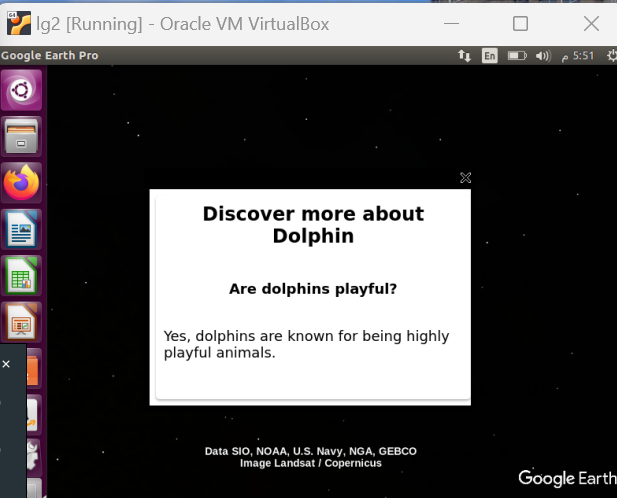 lg2 [Running] - Oracle VM VirtualBox
Google Earth Pro
En
م 5:51
Discover more about
Dolphin
Are dolphins playful?
Yes, dolphins are known for being highly
playful animals.
Data SIO, NOAA, U.S. Navy, NGA, GEBCO
Image Landsat / Copernicus
Google Earth